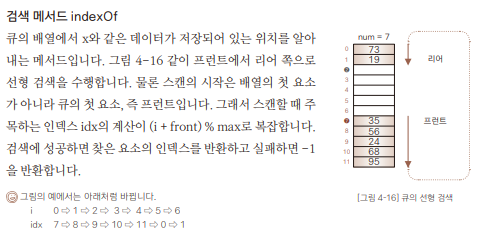 검색 메서드 indexOf
큐의 배열에서 x와 같은 데이터가 저장되어 있는 위치를 알아
내는 메서드입니다. 그림 4-16 같이 프런트에서 리어 쪽으로
선형 검색을 수행합니다. 물론 스캔의 시작은 배열의 첫 요소
가 아니라 큐의 첫 요소, 즉 프런트입니다. 그래서 스캔할 때 주
목하는 인덱스 idx의 계산이 (i + front) % max로 복잡합니다.
검색에 성공하면 찾은 요소의 인덱스를 반환하고 실패하면 -1
을 반환합니다.
그림의 예에서는 아래처럼 바뀝니다.
i 0 ⇨ 1 ⇨ 2 ⇨ 3 ⇨ 4 ⇨ 5 ⇨ 6
idx 7 ⇨ 8 ⇨ 9 ⇨ 10 ⇨ 11 ⇨ 0 ⇨ 1
num = 7
0 73
1 19
2
리어
3
4
5
6
7 35
프런트
8 56
9 24
10 68
11 95
[그림 4-16] 큐의 선형 검색